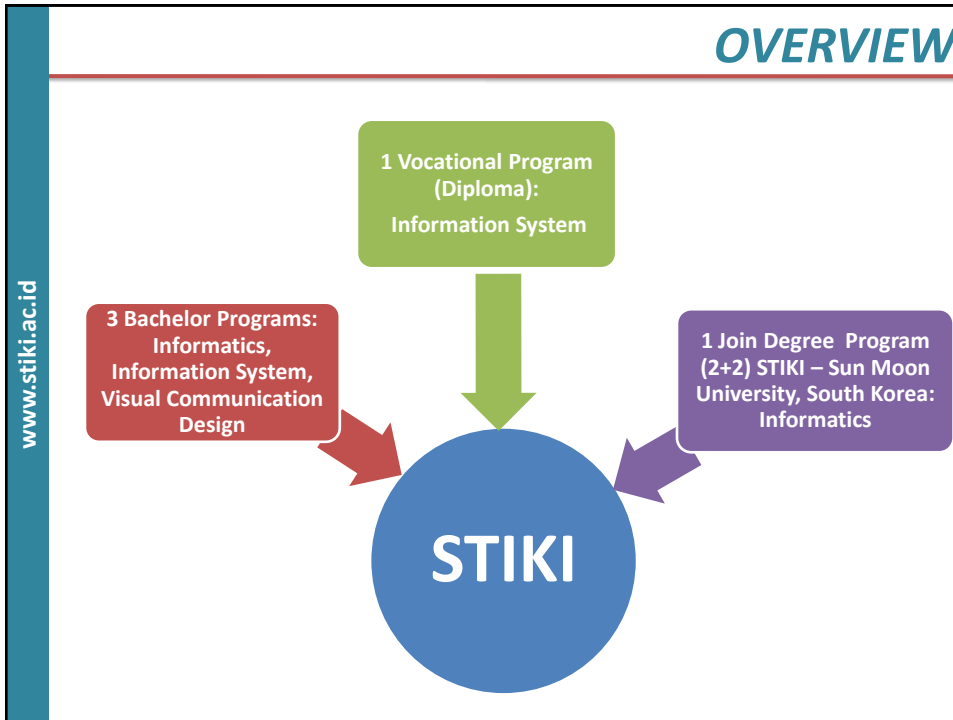 OVERVIEW
www.stiki.ac.id
1 Vocational Program
(Diploma):
Information System
3 Bachelor Programs:
Informatics,
Information System,
Visual Communication
Design
1 Join Degree Program
(2+2) STIKI – Sun Moon
University, South Korea:
Informatics
STIKI